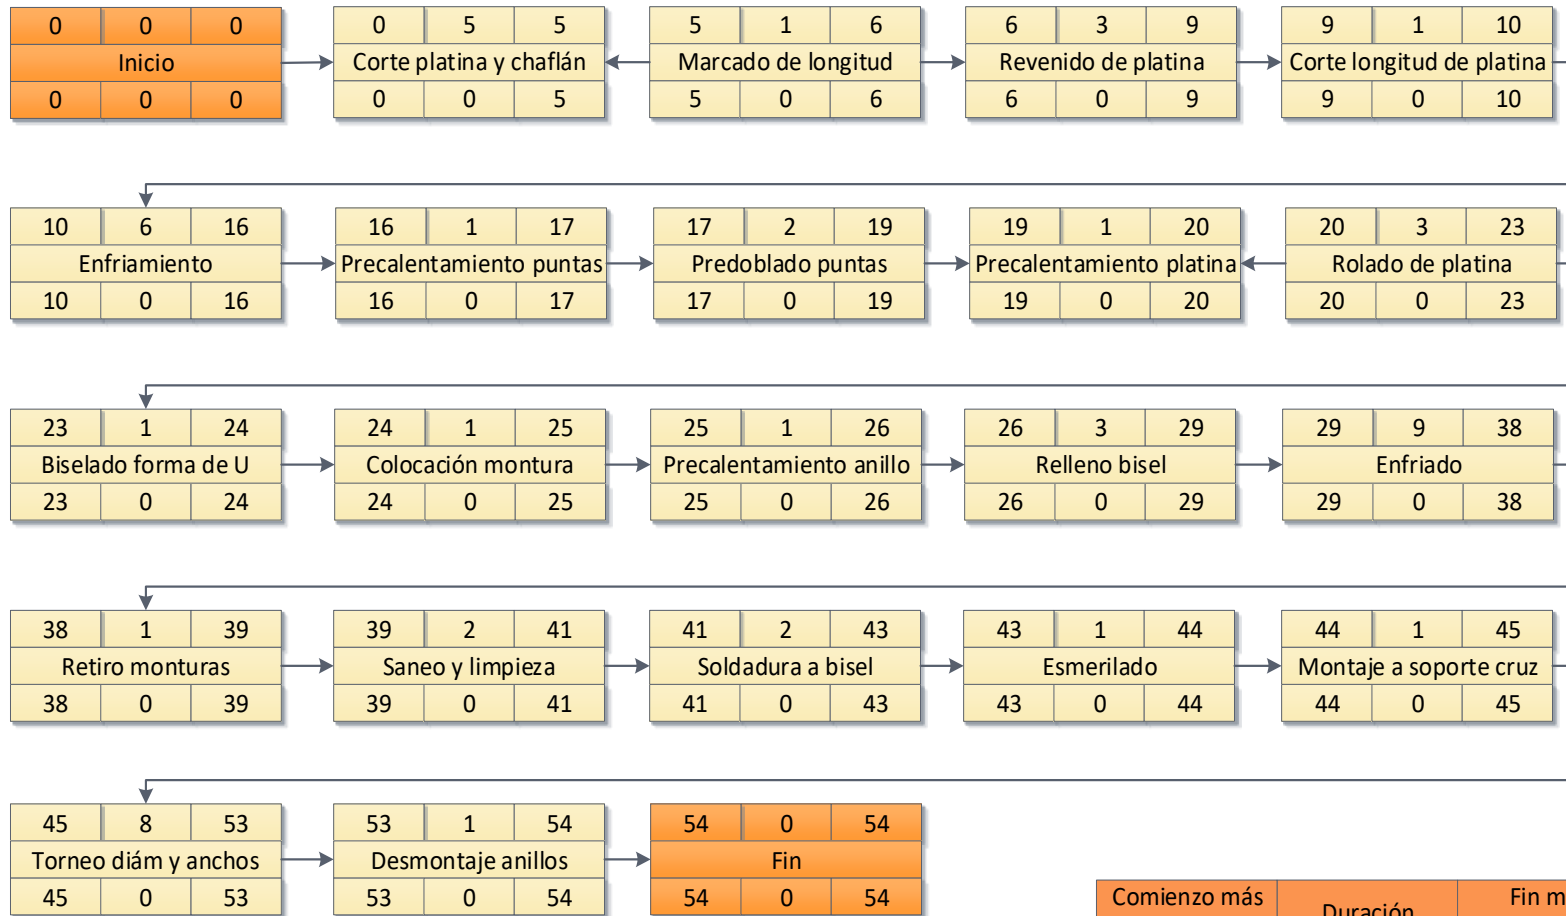 0 0 0
Inicio
0 0 0
0 5 5
Corte platina y chaflán
0 0 5
5 1 6
Marcado de longitud
5 0 6
6 3 9
Revenido de platina
6 0 9
9 1 10
Corte longitud de platina
9 0 10
10 6 16
Enfriamiento
10 0 16
16 1 17
Precalentamiento puntas
16 0 17
17 2 19
Predoblado puntas
17 0 19
19 1 20
Precalentamiento platina
19 0 20
20 3 23
Rolado de platina
20 0 23
23 1 24
Biselado forma de U
23 0 24
24 1 25
Colocación montura
24 0 25
25 1 26
Precalentamiento anillo
25 0 26
26 3 29
Relleno bisel
26 0 29
29 9 38
Enfriado
29 0 38
38 1 39
Retiro monturas
38 0 39
39 2 41
Saneo y limpieza
39 0 41
41 2 43
Soldadura a bisel
41 0 43
43 1 44
Esmerilado
43 0 44
44 1 45
Montaje a soporte cruz
44 0 45
45 8 53
Torneo diám y anchos
45 0 53
53 1 54
Desmontaje anillos
53 0 54
54 0 54
Fin
54 0 54
Comienzo más
Duración
Fin m